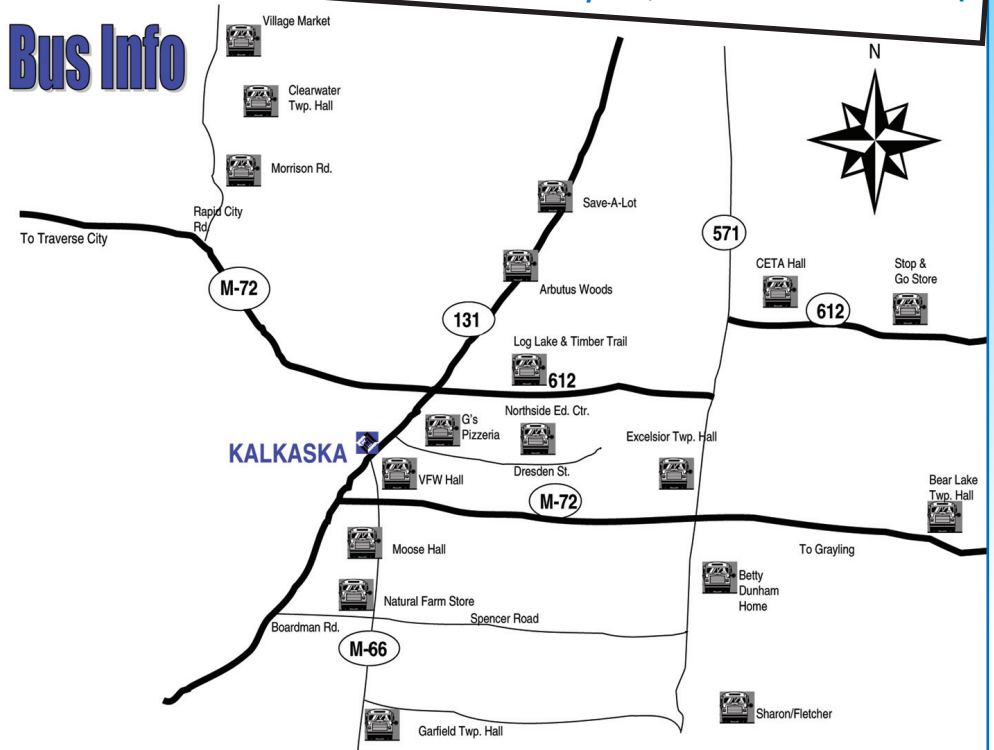 Bus Info
Village Market
Clearwater
Twp. Hall
Morrison Rd.
N
Rapid City
Rd
To Traverse City
M-72
Save-A-Lot
571
Arbutus Woods
CETA Hall
Stop &
Go Store
612
131
Log Lake & Timber Trail
612
G's
Pizzeria
Northside Ed. Ctr.
Excelsior Twp. Hall
KALKASKA
VFW Hall
Dresden St.
M-72
Bear Lake
Twp. Hall
Moose Hall
To Grayling
Betty
Dunham
Home
Natural Farm Store
Boardman Rd.
Spencer Road
M-66
Garfield Twp. Hall
Sharon/Fletcher